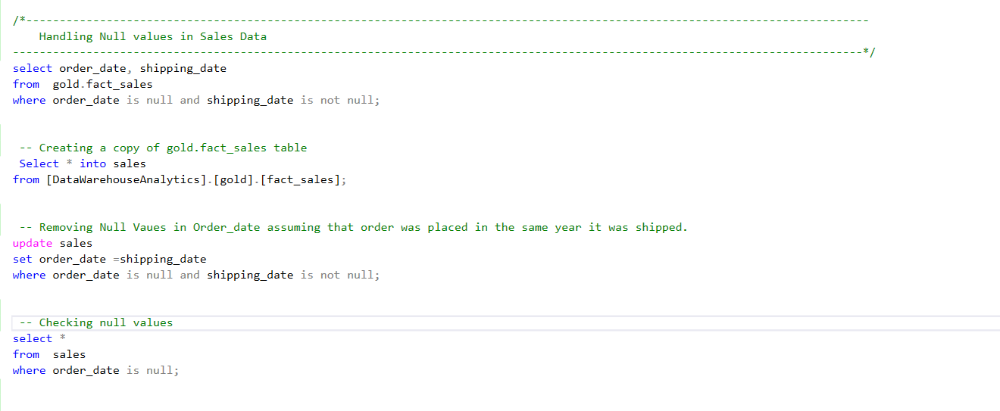 /*------------------------------------------------------------------------------------------------------------------------------
Handling Null values in Sales Data
-------------------------------------------------------------------------------------------------------------------------------*/
select order_date, shipping_date
from  gold.fact_sales
where order_date is null and shipping_date is not null;
-- Creating a copy of gold.fact_sales table
Select * into sales
from [DataWarehouseAnalytics].[gold].[fact_sales];
-- Removing Null Vaues in Order_date assuming that order was placed in the same year it was shipped.
update sales
set order_date =shipping_date
where order_date is null and shipping_date is not null;
-- Checking null values
select *
from  sales
where order_date is null;